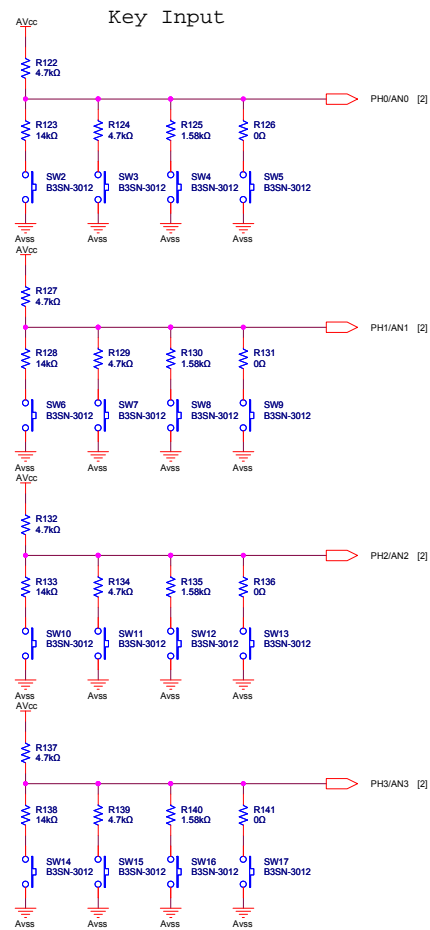 Key Input
AVcc
R122
4.7kΩ
PH0/AN0 [2]
R123
14kΩ
R124
4.7kΩ
R125
1.58kΩ
R126
0Ω
SW2
B3SN-3012
SW3
B3SN-3012
SW4
B3SN-3012
SW5
B3SN-3012
Avss Avss Avss Avss
AVcc
R127
4.7kΩ
PH1/AN1 [2]
R128
14kΩ
R129
4.7kΩ
R130
1.58kΩ
R131
0Ω
SW6
B3SN-3012
SW7
B3SN-3012
SW8
B3SN-3012
SW9
B3SN-3012
Avss Avss Avss Avss
AVcc
R132
4.7kΩ
PH2/AN2 [2]
R133
14kΩ
R134
4.7kΩ
R135
1.58kΩ
R136
0Ω
SW10
B3SN-3012
SW11
B3SN-3012
SW12
B3SN-3012
SW13
B3SN-3012
Avss Avss Avss Avss
AVcc
R137
4.7kΩ
PH3/AN3 [2]
R138
14kΩ
R139
4.7kΩ
R140
1.58kΩ
R141
0Ω
SW14
B3SN-3012
SW15
B3SN-3012
SW16
B3SN-3012
SW17
B3SN-3012
Avss Avss Avss Avss